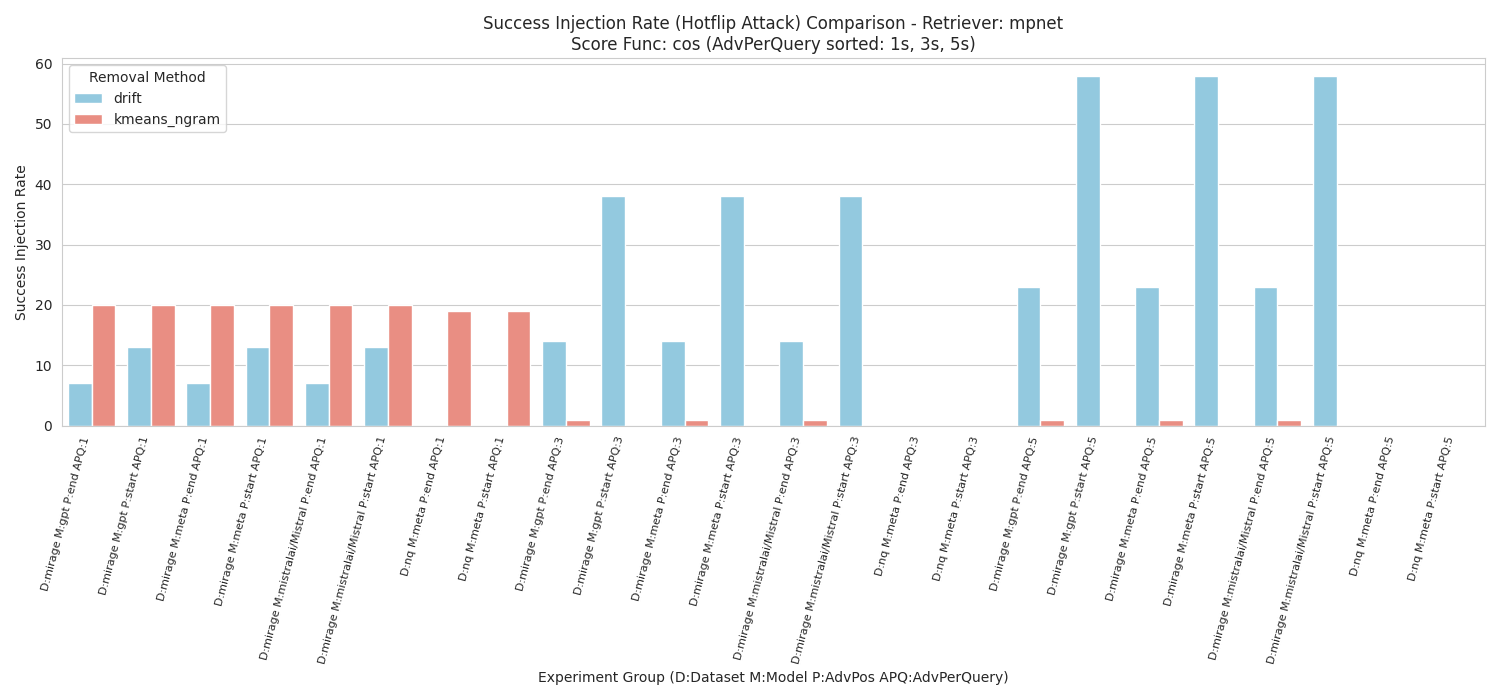 Success Injection Rate (Hotflip Attack) Comparison - Retriever: mpnet
Score Func: cos (AdvPerQuery sorted: 1s, 3s, 5s)
Removal Method
drift
kmeans_ngram
Success Injection Rate
60
50
40
30
20
10
0
D:mirage M:gpt P:end APQ:1
D:mirage M:gpt P:start APQ:1
D:mirage M:meta P:end APQ:1
D:mirage M:meta P:start APQ:1
D:mirage M:mistralai/Mistral P:end APQ:1
D:mirage M:mistralai/Mistral P:start APQ:1
D:nq M:meta P:end APQ:1
D:nq M:meta P:start APQ:1
D:mirage M:gpt P:end APQ:3
D:mirage M:gpt P:start APQ:3
D:mirage M:meta P:end APQ:3
D:mirage M:meta P:start APQ:3
D:mirage M:mistralai/Mistral P:end APQ:3
D:mirage M:mistralai/Mistral P:start APQ:3
D:nq M:meta P:end APQ:3
D:nq M:meta P:start APQ:3
D:mirage M:gpt P:end APQ:5
D:mirage M:gpt P:start APQ:5
D:mirage M:meta P:end APQ:5
D:mirage M:meta P:start APQ:5
D:mirage M:mistralai/Mistral P:end APQ:5
D:mirage M:mistralai/Mistral P:start APQ:5
D:nq M:meta P:end APQ:5
D:nq M:meta P:start APQ:5
Experiment Group (D:Dataset M:Model P:AdvPos APQ:AdvPerQuery)